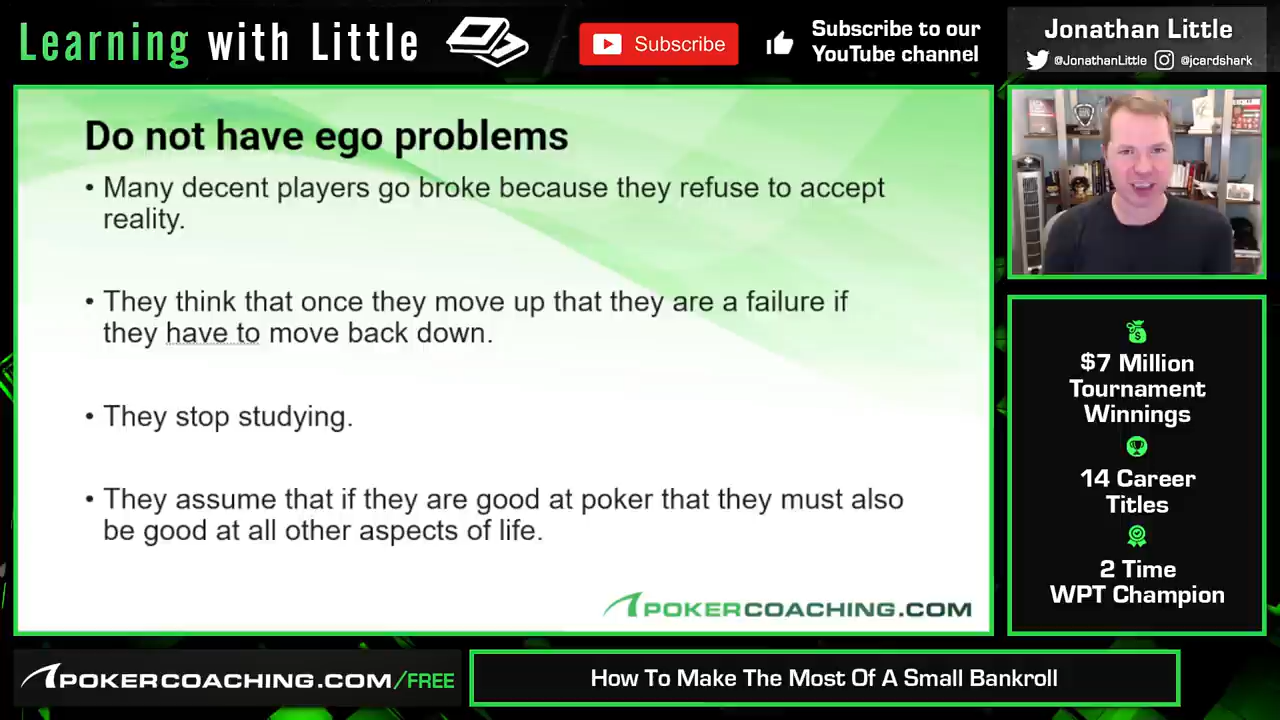 Learning with Little
Subscribe
Subscribe to our
YouTube channel
Jonathan Little
@JonathanLittle
@jcardshark
Do not have ego problems
• Many decent players go broke because they refuse to accept
reality.
• They think that once they move up that they are a failure if
they have to move back down.
• They stop studying.
• They assume that if they are good at poker that they must also
be good at all other aspects of life.
POKERCOACHING.COM
$7 Million
Tournament
Winnings
14 Career
Titles
2 Time
WPT Champion
POKERCOACHING.COM/FREE
How To Make The Most Of A Small Bankroll